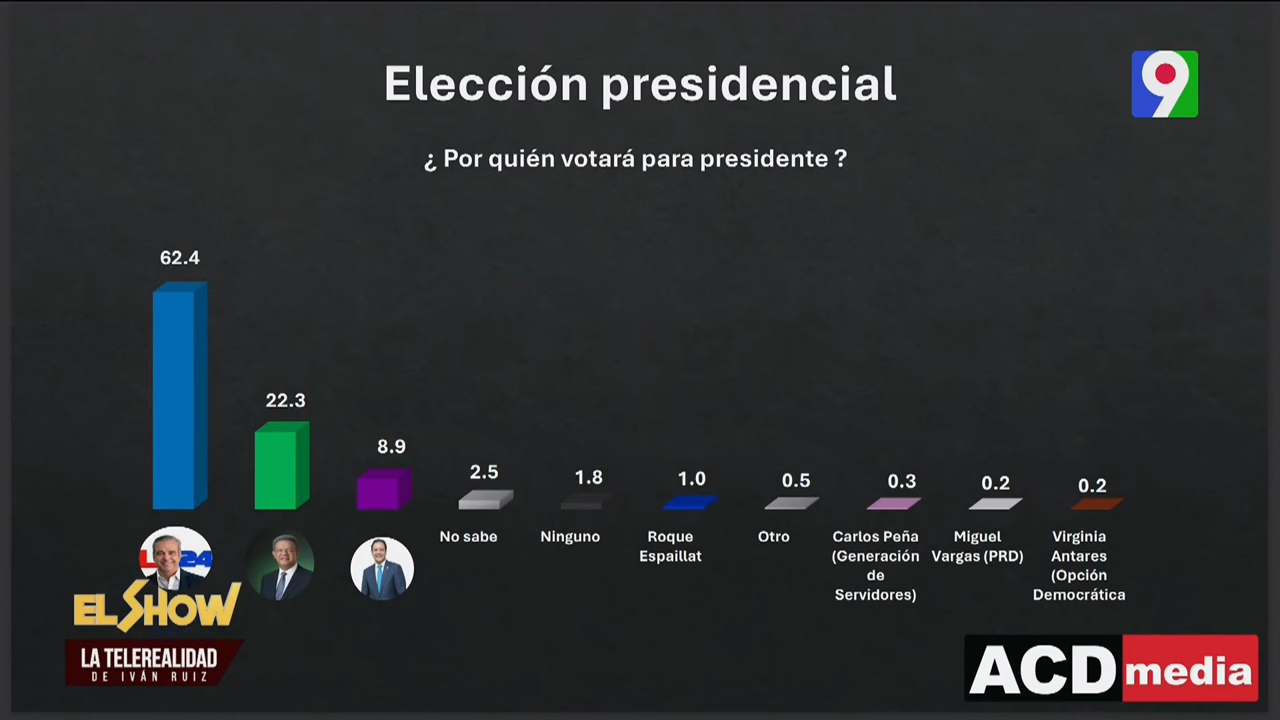 Elección presidencial
9
¿ Por quién votará para presidente ?
62.4
22.3
8.9
2.5
1.8
1.0
0.5
0.3
0.2
0.2
No sabe
Ninguno
Roque
Espaillat
Otro
Carlos Peña
(Generación
de
Servidores)
Miguel
Vargas (PRD)
Virginia
Antares
(Opción
Democrática
24
EL SHOW
LA TELEREALIDAD
DE IVÁN RUIZ
ACD media